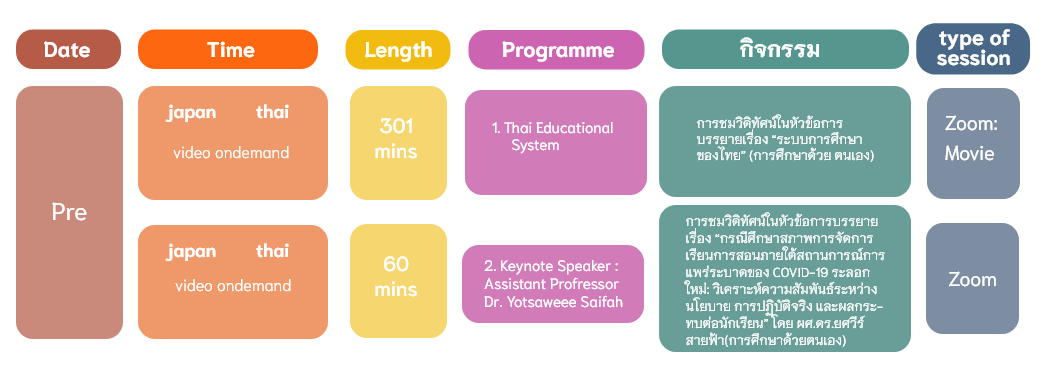 Date
Time
Length
Programme
กิจกรรม
type of
session
Pre
japan thai
video ondemand
301
mins
1. Thai Educational
System
การชมวิดิทัศน์ในหัวข้อการ
บรรยายเรื่อง "ระบบการศึกษา
ของไทย" (การศึกษาด้วย ตนเอง)
Zoom:
Movie
japan thai
video ondemand
60
mins
2. Keynote Speaker :
Assistant Profressor
Dr. Yotsaweee Saifah
การชมวิดิทัศน์ในหัวข้อการบรรยาย
เรื่อง "กรณีศึกษาสภาพการจัดการ
เรียนการสอนภายใต้สถานการณ์การ
แพร่ระบาดของ COVID-19 ระลอก
ใหม่: วิเคราะห์ความสัมพันธ์ระหว่าง
นโยบาย การปฏิบัติจริง และผลกระ-
ทบต่อนักเรียน" โดย ผศ.ดร.ยศวีร์
สายฟ้า(การศึกษาด้วยตนเอง)
Zoom